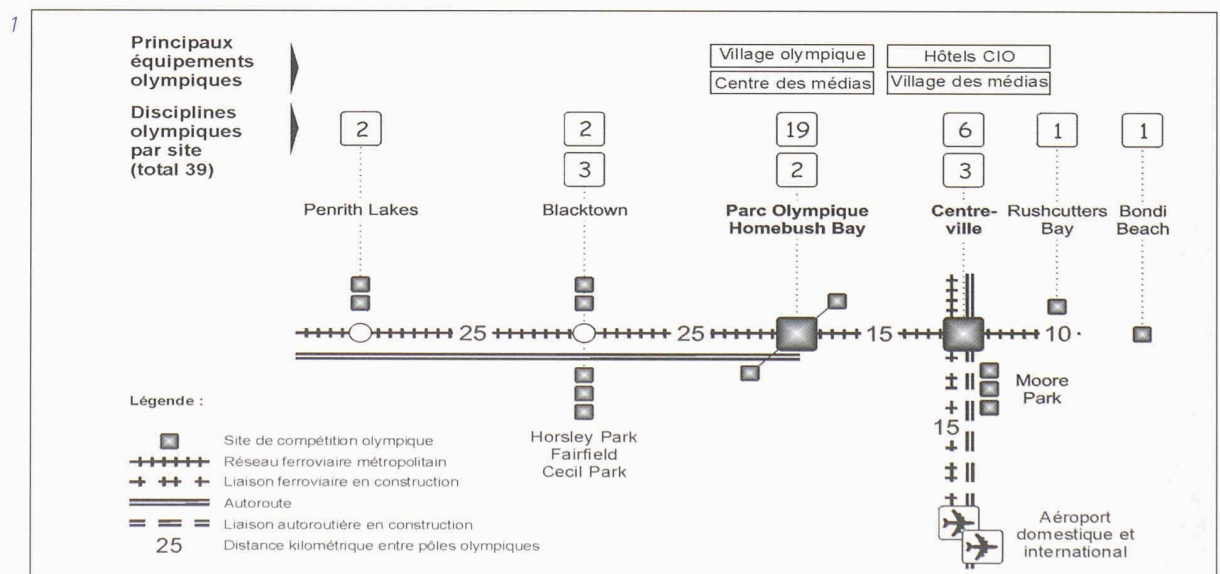 1
Principaux
équipements
olympiques
Village olympique
Hôtels CIO
Centre des médias
Village des médias
Disciplines
olympiques
par site
(total 39)
2
2
19
6
1
1
3
2
3
Penrith Lakes
Blacktown
Parc Olympique
Homebush Bay
Centre-
ville
Rushcutters
Bay
Bondi
Beach
25
25
15
10
Moore
Park
15
Horsley Park
Fairfield
Cecil Park
Légende :
Site de compétition olympique
Réseau ferroviaire métropolitain
Liaison ferroviaire en construction
Autoroute
Liaison autoroutière en construction
25 Distance kilométrique entre pôles olympiques
Aéroport
domestique et
international